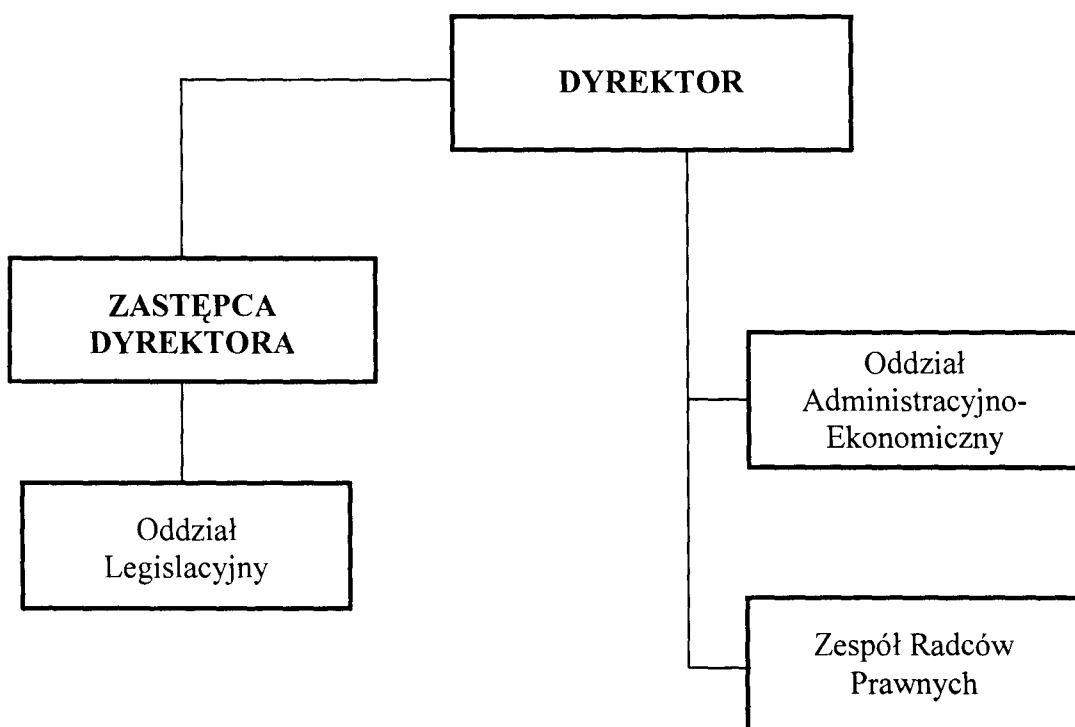 DYREKTOR
ZASTĘPCA
DYREKTORA
Oddział
Legislacyjny
Oddział
Administracyjno-
Ekonomiczny
Zespół Radców
Prawnych